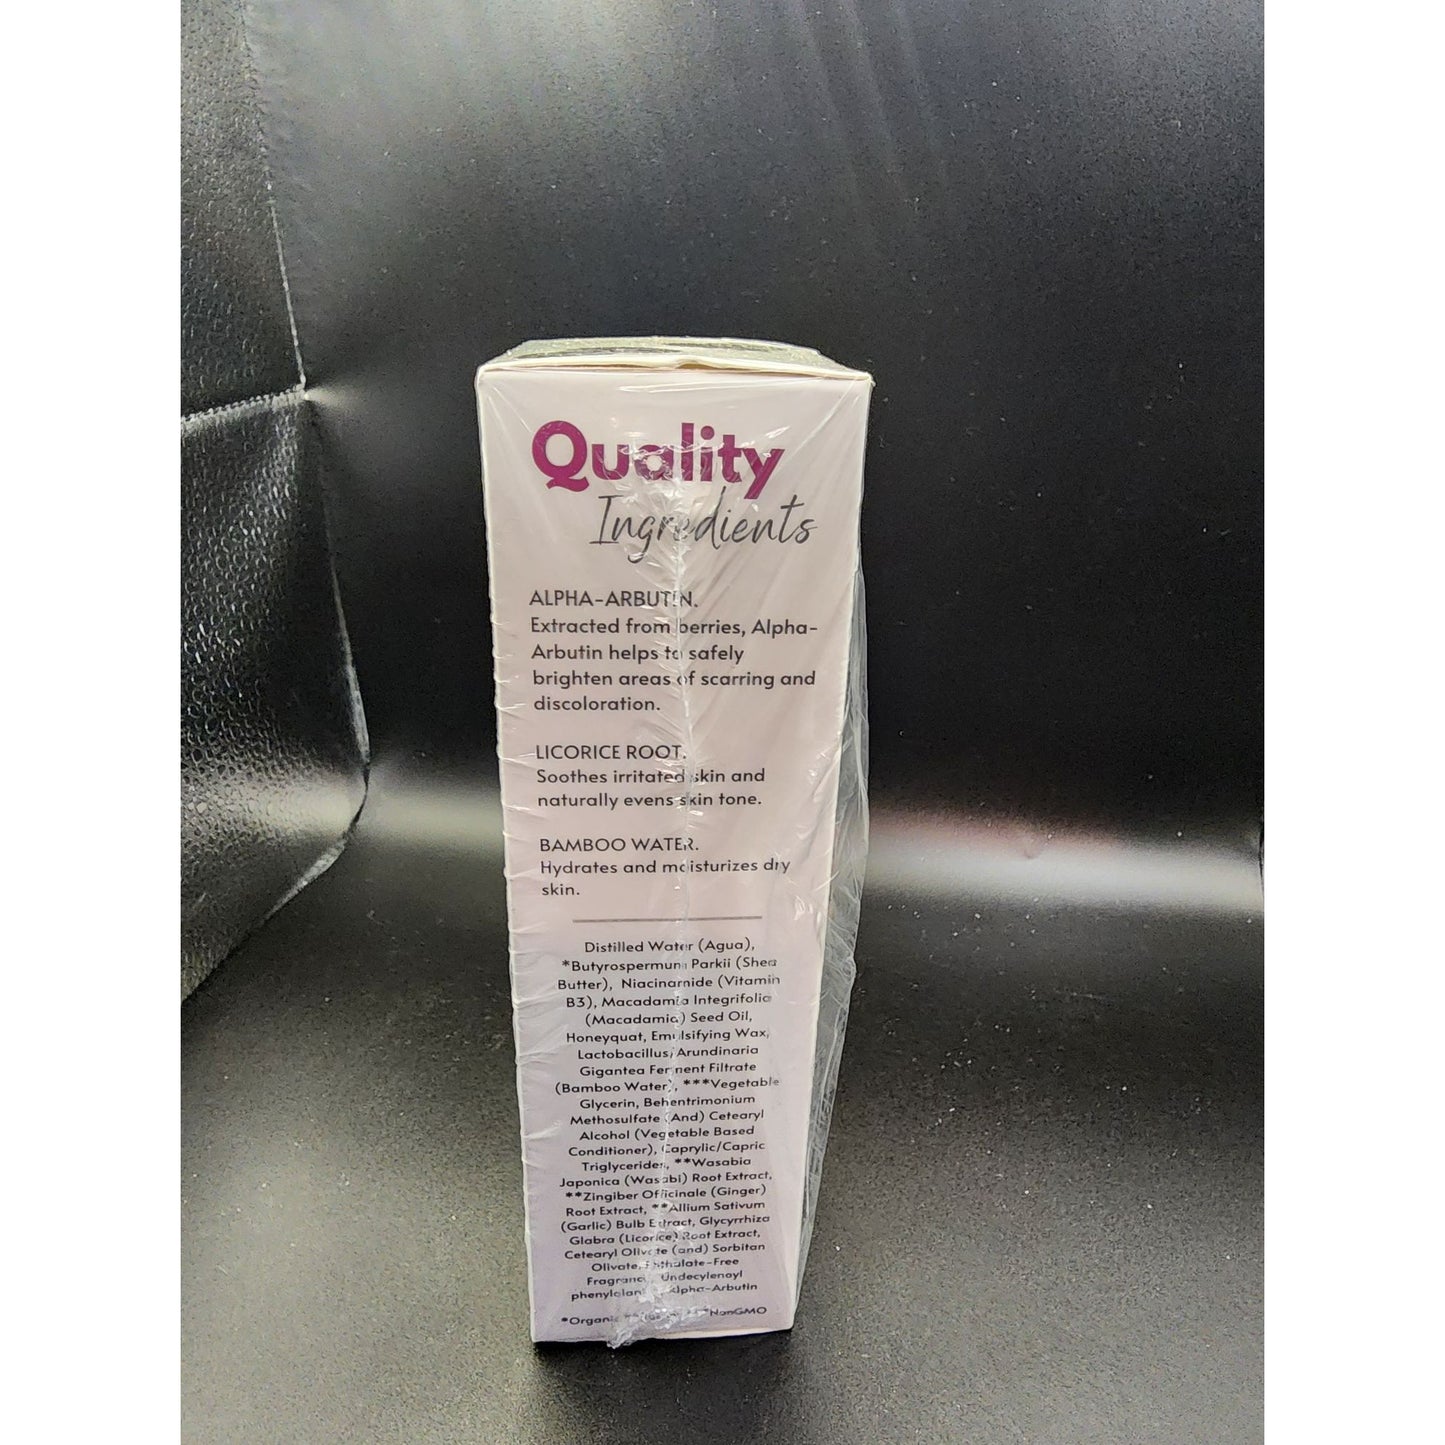 Quality
Ingredients
ALPHA-ARBUTIN.
Extracted from berries, Alpha-
Arbutin helps to safely
brighten areas of scarring and
discoloration.
LICORICE ROOT.
Soothes irritated skin and
naturally evens skin tone.
BAMBOO WATER.
Hydrates and moisturizes dry
skin.
Distilled Water (Agua),
*Butyrospermum Parkii (Shea
Butter), Niacinamide (Vitamin
B3), Macadamia Integrifolia
(Macadamia) Seed Oil,
Honeyquat, Emulsifying Wax,
Lactobacillus/Arundinaria
Gigantea Ferment Filtrate
(Bamboo Water), ***Vegetable
Glycerin, Behentrimonium
Methosulfate (And) Cetearyl
Alcohol (Vegetable Based
Conditioner), Caprylic/Capric
Triglycerides, **Wasabia
Japonica (Wasabi) Root Extract,
**Zingiber Officinale (Ginger)
Root Extract, **Allium Sativum
(Garlic) Bulb Extract, Glycyrrhiza
Glabra (Licorice) Root Extract,
Cetearyl Olivate (and) Sorbitan
Olivate, Phthalate-Free
Fragrance, Undecylenoyl
Alpha-Arbutin
*Organic ***NonGMO